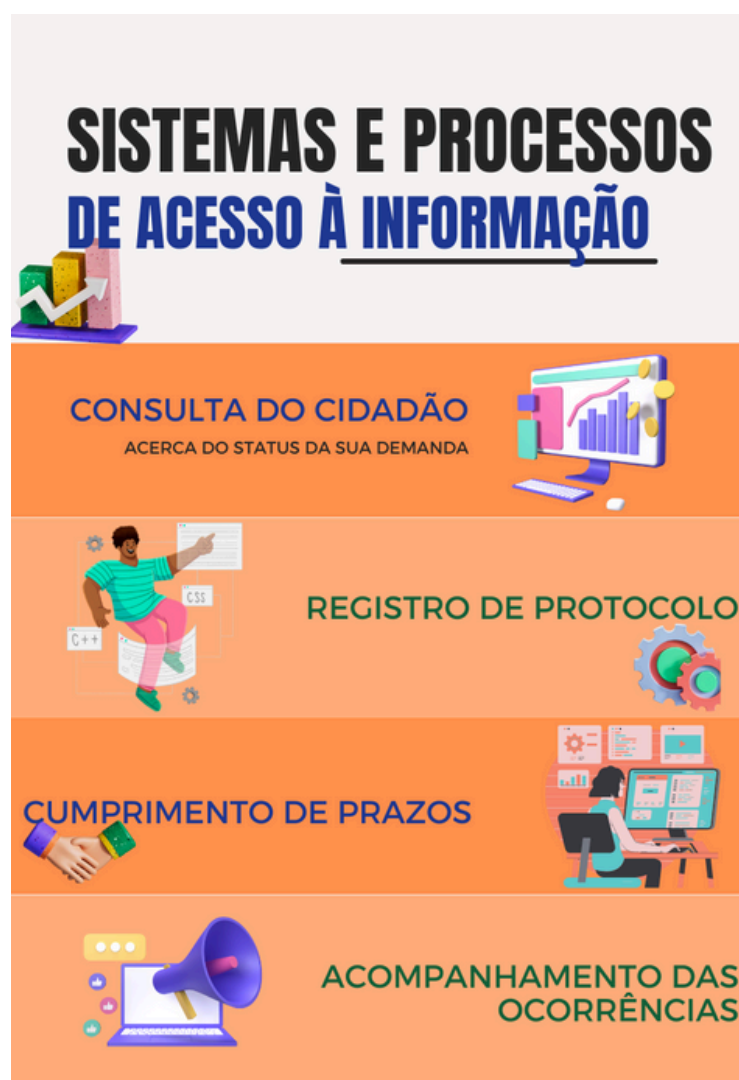 SISTEMAS E PROCESSOS
DE ACESSO À INFORMAÇÃO
CONSULTA DO CIDADÃO
ACERCA DO STATUS DA SUA DEMANDA
CSS
C++
REGISTRO DE PROTOCOLO
CUMPRIMENTO DE PRAZOS
ACOMPANHAMENTO DAS
OCORRÊNCIAS